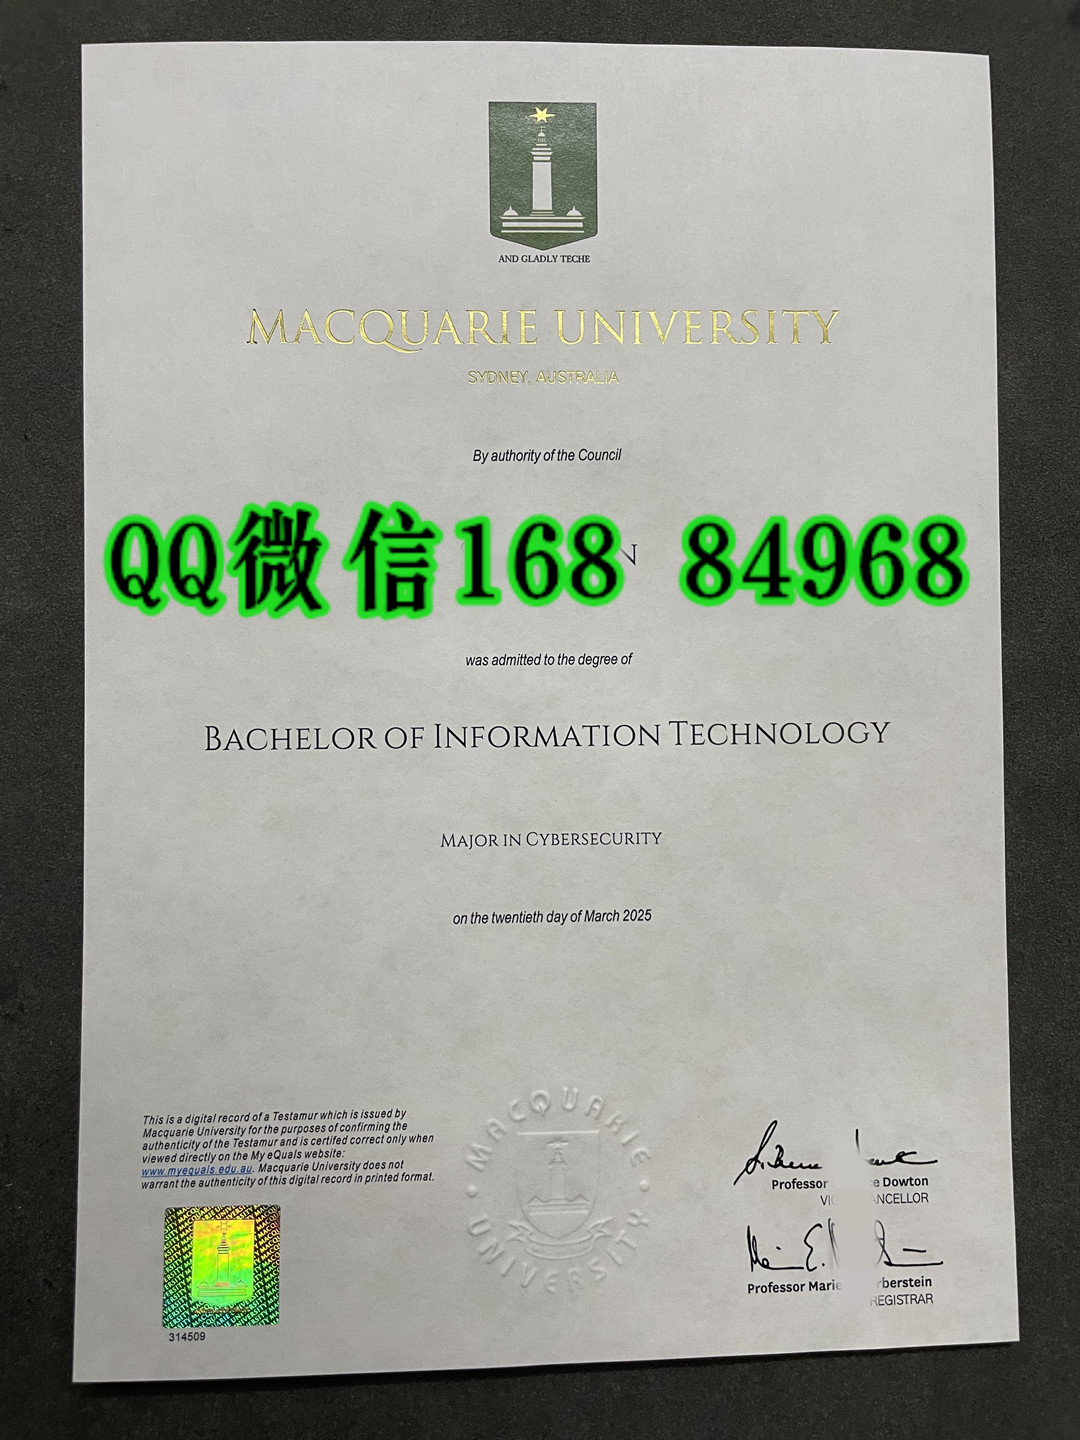 AND GLADLY TECHE
MACQUARIE UNIVERSITY
SYDNEY, AUSTRALIA
By authority of the Council
QQ微信168 84968
N
was admitted to the degree of
BACHELOR OF INFORMATION TECHNOLOGY
MAJOR IN CYBERSECURITY
on the twentieth day of March 2025
This is a digital record of a Testamur which is issued by
Macquarie University for the purposes of confirming the
authenticity of the Testamur and is certifed correct only when
viewed directly on the My eQuals website:
www.myequals.edu.au. Macquarie University does not
warrant the authenticity of this digital record in printed format.
314509
MACQUARIE UNIVERSITY
Professor Dowton
ANCELLOR
Professor Marie rberstein
REGISTRAR